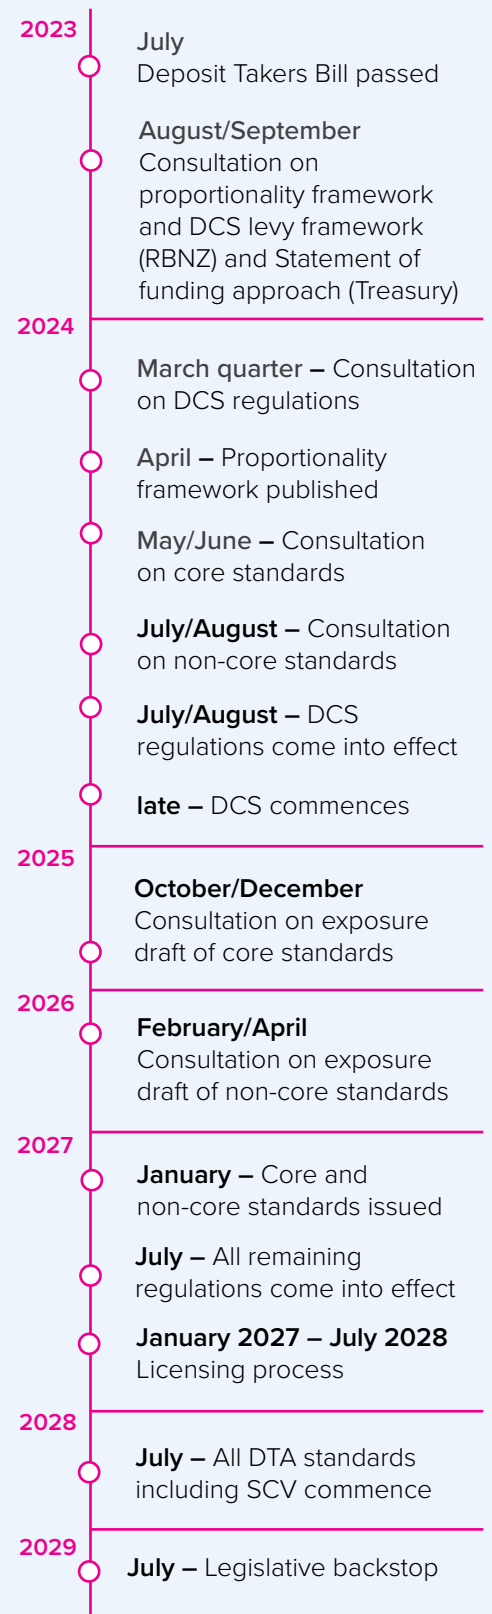 2023
July
Deposit Takers Bill passed
August/September
Consultation on
proportionality framework
and DCS levy framework
(RBNZ) and Statement of
funding approach (Treasury)
2024
March quarter – Consultation
on DCS regulations
April – Proportionality
framework published
May/June – Consultation
on core standards
July/August – Consultation
on non-core standards
July/August – DCS
regulations come into effect
late – DCS commences
2025
October/December
Consultation on exposure
draft of core standards
2026
February/April
Consultation on exposure
draft of non-core standards
2027
January – Core and
non-core standards issued
July – All remaining
regulations come into effect
January 2027 – July 2028
Licensing process
2028
July – All DTA standards
including SCV commence
2029
July – Legislative backstop